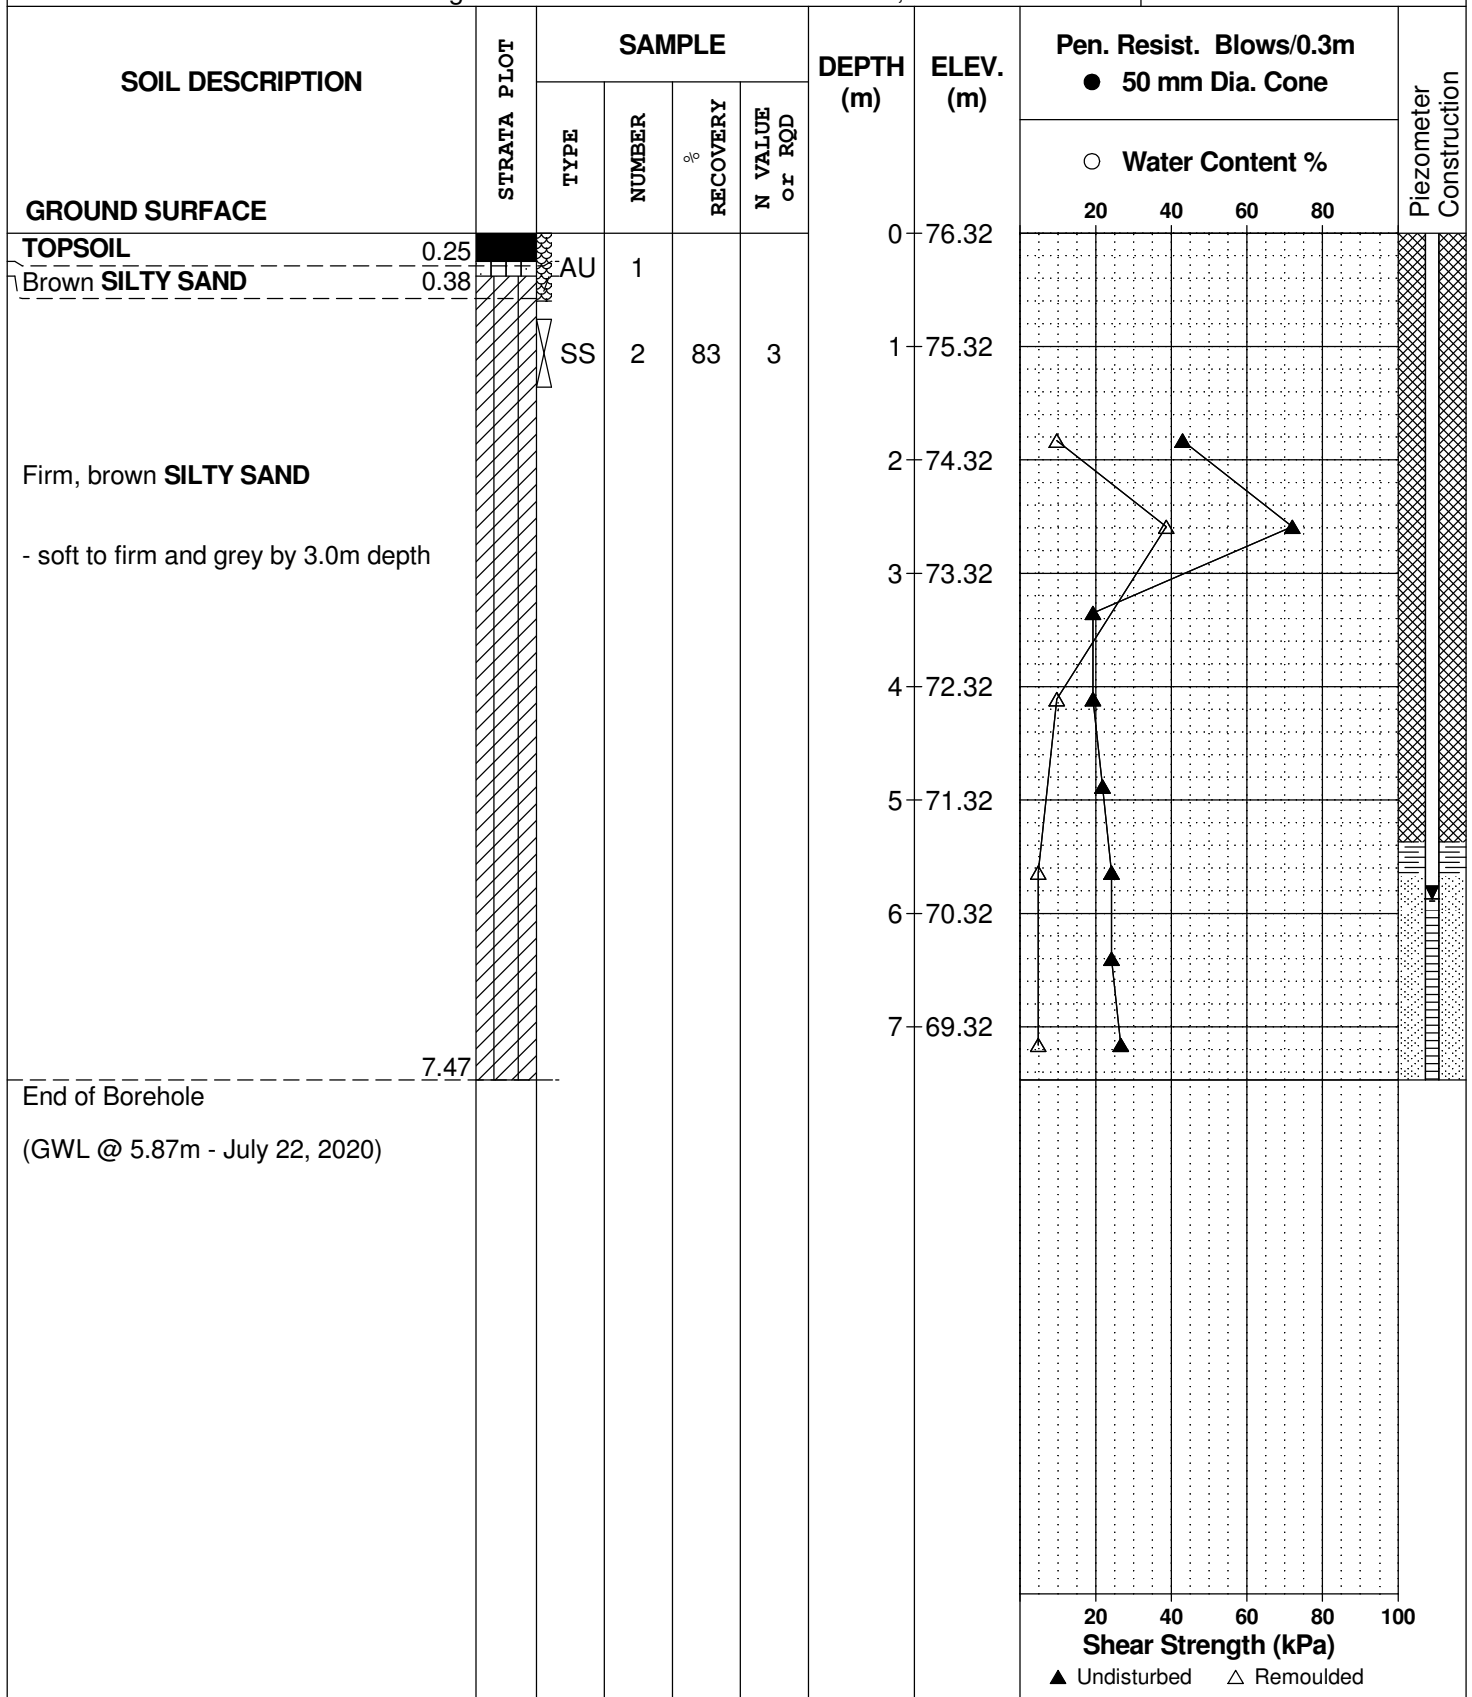 SOIL DESCRIPTION
GROUND SURFACE
STRATA PLOT
SAMPLE
TYPE
NUMBER
% RECOVERY
N VALUE or RQD
DEPTH (m)
ELEV. (m)
Pen. Resist. Blows/0.3m
● 50 mm Dia. Cone
○ Water Content %
20 40 60 80
Piezometer Construction
TOPSOIL 0.25
Brown SILTY SAND 0.38
AU 1
SS 2 83 3
Firm, brown SILTY SAND
- soft to firm and grey by 3.0m depth
7.47
End of Borehole
(GWL @ 5.87m - July 22, 2020)
0 76.32
1 75.32
2 74.32
3 73.32
4 72.32
5 71.32
6 70.32
7 69.32
20 40 60 80 100
Shear Strength (kPa)
▲ Undisturbed △ Remoulded